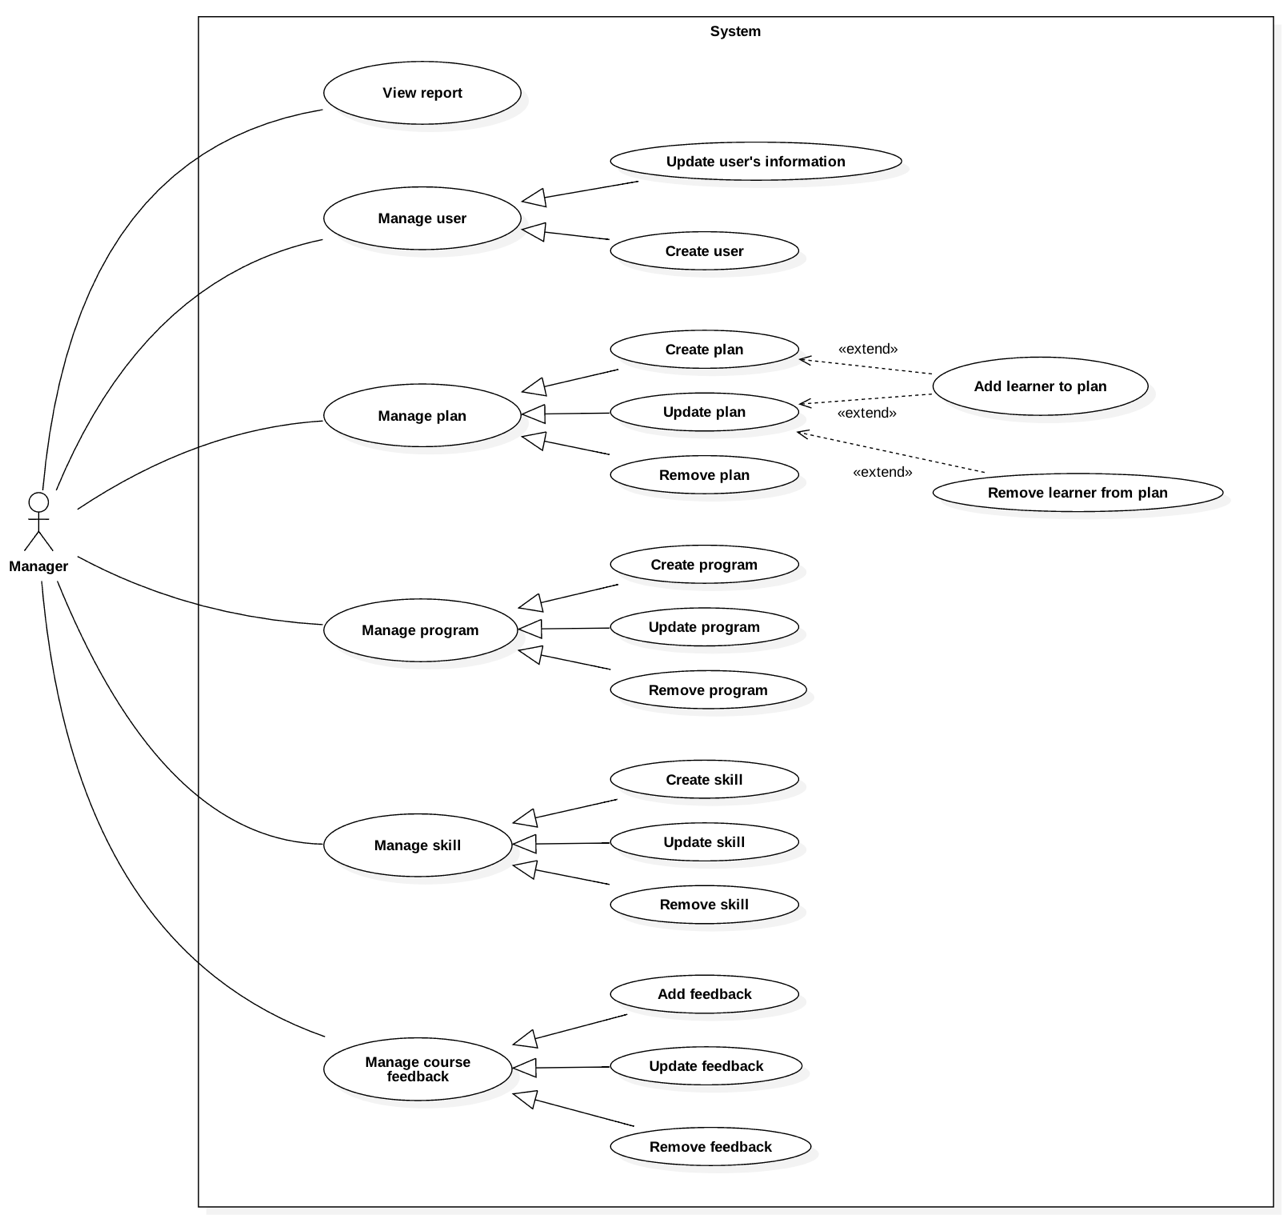 System
View report
Update user's information
Manage user
Create user
Create plan
«extend»
Add learner to plan
Manage plan
Update plan
«extend»
Remove plan
«extend»
Remove learner from plan
Manager
Create program
Manage program
Update program
Remove program
Create skill
Manage skill
Update skill
Remove skill
Add feedback
Manage course
feedback
Update feedback
Remove feedback